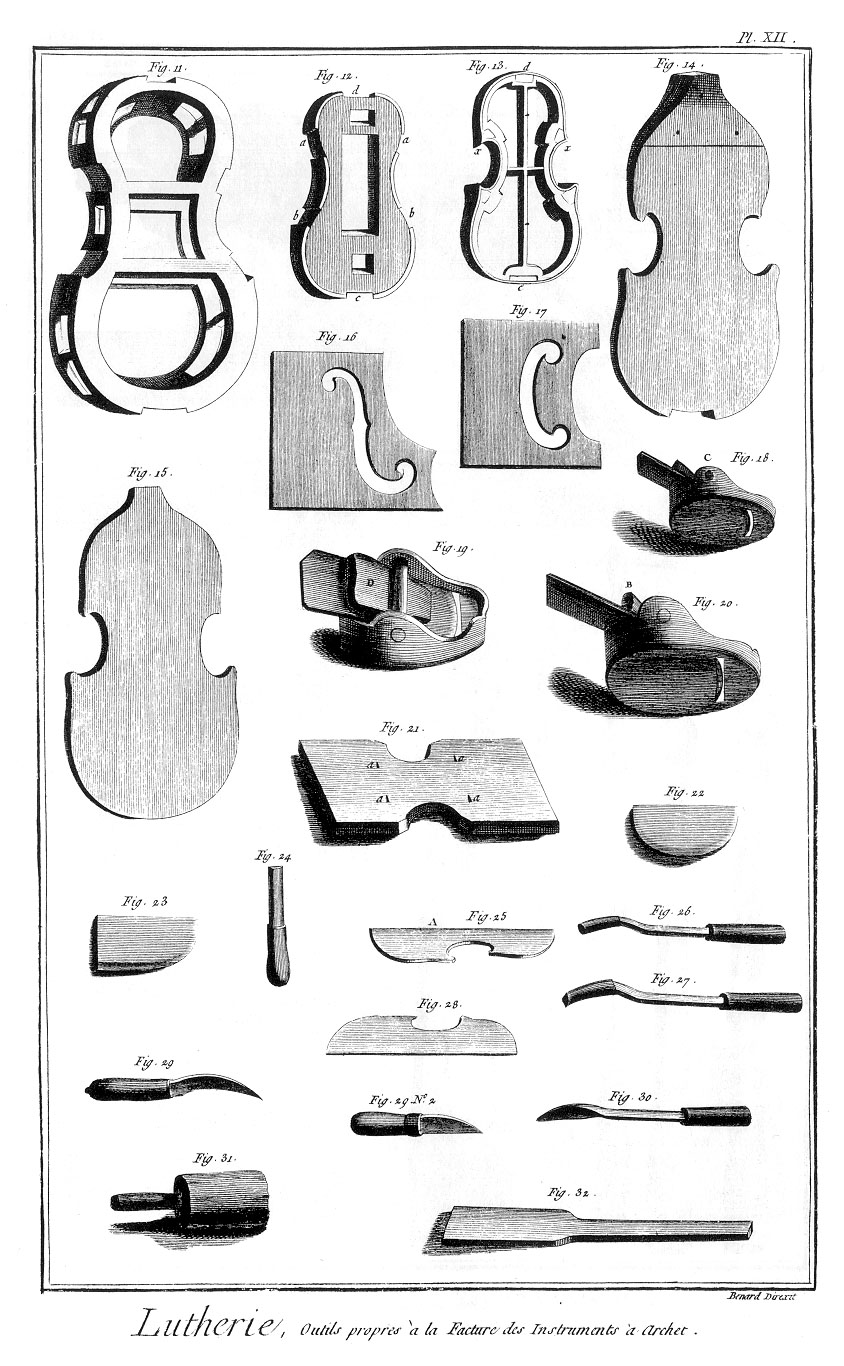 Pl. XII.
Fig. 11.
Fig. 12.
Fig. 13.
Fig. 14.
d
a
a
b
b
c
d
x
x
c
Fig. 16
Fig. 17
Fig. 15.
C
Fig. 18.
Fig. 19.
D
B
Fig. 20.
Fig. 21.
a
a
a
a
Fig. 22
Fig. 23
Fig. 24
A
Fig. 25
Fig. 26.
Fig. 27.
Fig. 28.
Fig. 29
Fig. 29 N.º 2
Fig. 30.
Fig. 31.
Fig. 32.
Benard Direxit
Lutherie, Outils propres à la Facture des Instruments à Archet.